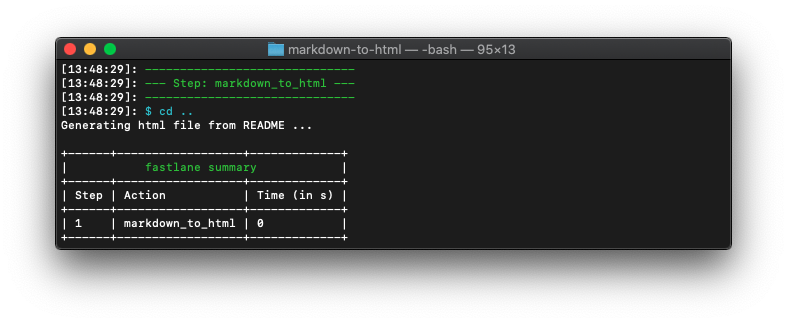 markdown-to-html — -bash — 95×13
[13:48:29]: ------------------------------
[13:48:29]: --- Step: markdown_to_html ---
[13:48:29]: ------------------------------
[13:48:29]: $ cd ..
Generating html file from README ...
+------+------------------+-------------+
|           fastlane summary            |
+------+------------------+-------------+
| Step | Action           | Time (in s) |
+------+------------------+-------------+
| 1    | markdown_to_html | 0           |
+------+------------------+-------------+